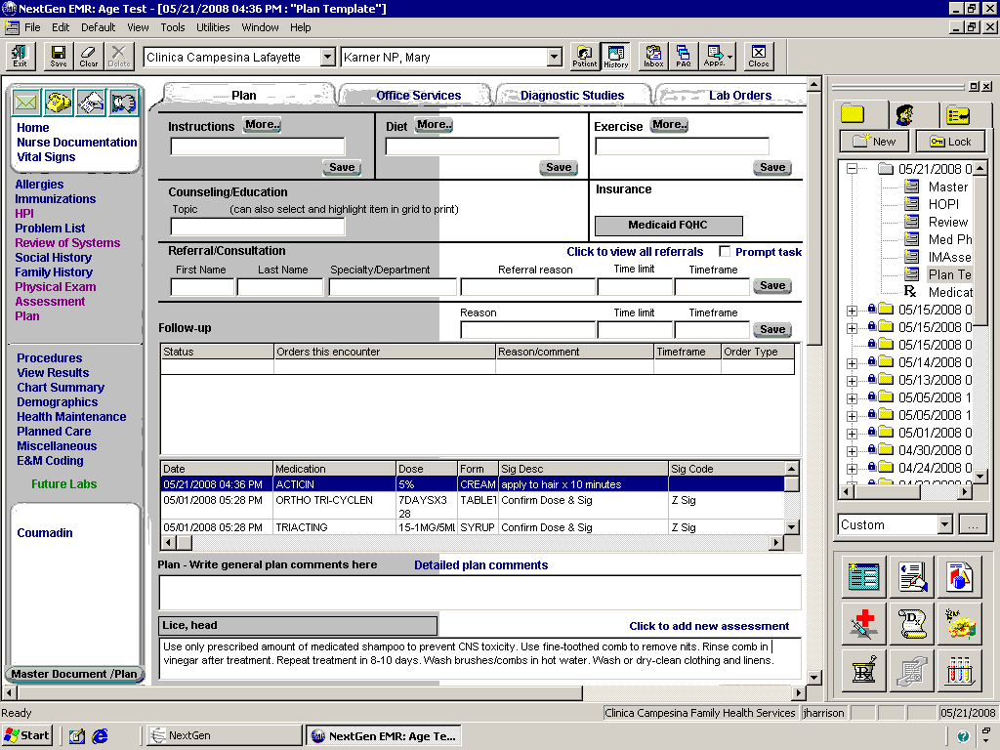 NextGen EMR: Age Test - [05/21/2008 04:36 PM : "Plan Template"]
File Edit Default View Tools Utilities Window Help
Exit Save Clear Delete Clinica Campesina Lafayette Karner NP, Mary Patient History Inbox PAQ Apps. Close
Plan Office Services Diagnostic Studies Lab Orders
Home
Nurse Documentation
Vital Signs
Allergies
Immunizations
HPI
Problem List
Review of Systems
Social History
Family History
Physical Exam
Assessment
Plan
Procedures
View Results
Chart Summary
Demographics
Health Maintenance
Planned Care
Miscellaneous
E&M Coding
Future Labs
Coumadin
Master Document /Plan
Instructions More.. Diet More.. Exercise More..
Save Save Save
Counseling/Education Insurance
Topic (can also select and highlight item in grid to print)
Medicaid FQHC
Referral/Consultation Click to view all referrals Prompt task
First Name Last Name Specialty/Department Referral reason Time limit Timeframe
Save
Reason Time limit Timeframe
Follow-up Save
Status Orders this encounter Reason/comment Timeframe Order Type
Date Medication Dose Form Sig Desc Sig Code
05/21/2008 04:36 PM ACTICIN 5% CREAM apply to hair x 10 minutes
05/01/2008 05:28 PM ORTHO TRI-CYCLEN 7DAYSX3 TABLET Confirm Dose & Sig Z Sig
28
05/01/2008 05:28 PM TRIACTING 15-1MG/5ML SYRUP Confirm Dose & Sig Z Sig
Plan - Write general plan comments here Detailed plan comments
Lice, head Click to add new assessment
Use only prescribed amount of medicated shampoo to prevent CNS toxicity. Use fine-toothed comb to remove nits. Rinse comb in
vinegar after treatment. Repeat treatment in 8-10 days. Wash brushes/combs in hot water. Wash or dry-clean clothing and linens.
New Lock
05/21/2008 0
Master
HOPI
Review
Med Ph
IMAsse
Plan Te
Medicat
05/15/2008 0
05/15/2008 0
05/15/2008 0
05/14/2008 0
05/13/2008 0
05/05/2008 1
05/05/2008 1
05/01/2008 0
04/30/2008 0
04/24/2008 0
Custom ...
Ready Clinica Campesina Family Health Services jharrison 05/21/2008
Start NextGen NextGen EMR: Age Te...